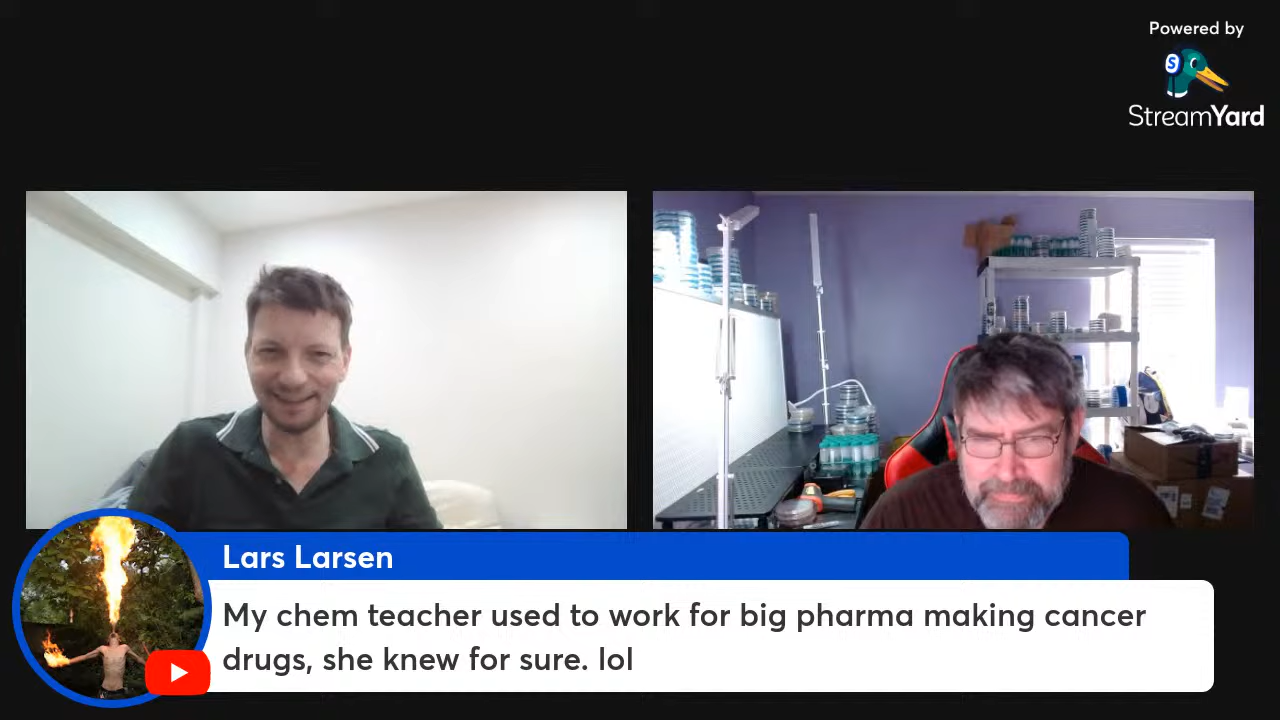 Powered by
S
StreamYard
Lars Larsen
My chem teacher used to work for big pharma making cancer
drugs, she knew for sure. lol